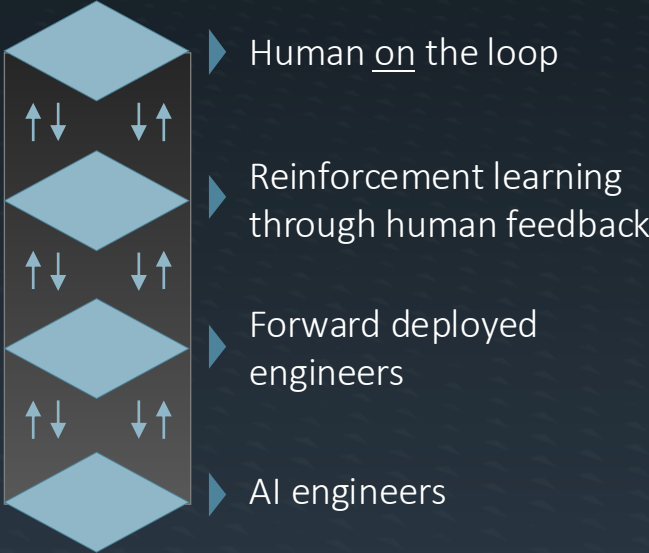 Human on the loop
Reinforcement learning
through human feedback
Forward deployed
engineers
AI engineers